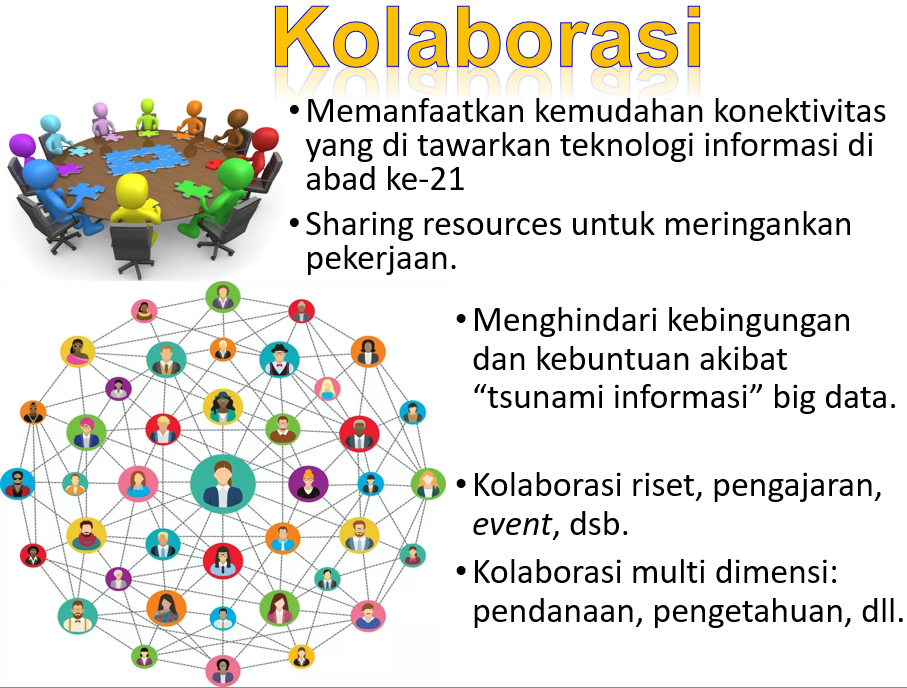 Kolaborasi
• Memanfaatkan kemudahan konektivitas
yang di tawarkan teknologi informasi di
abad ke-21
• Sharing resources untuk meringankan
pekerjaan.
• Menghindari kebingungan
dan kebuntuan akibat
“tsunami informasi” big data.
• Kolaborasi riset, pengajaran,
event, dsb.
• Kolaborasi multi dimensi:
pendanaan, pengetahuan, dll.